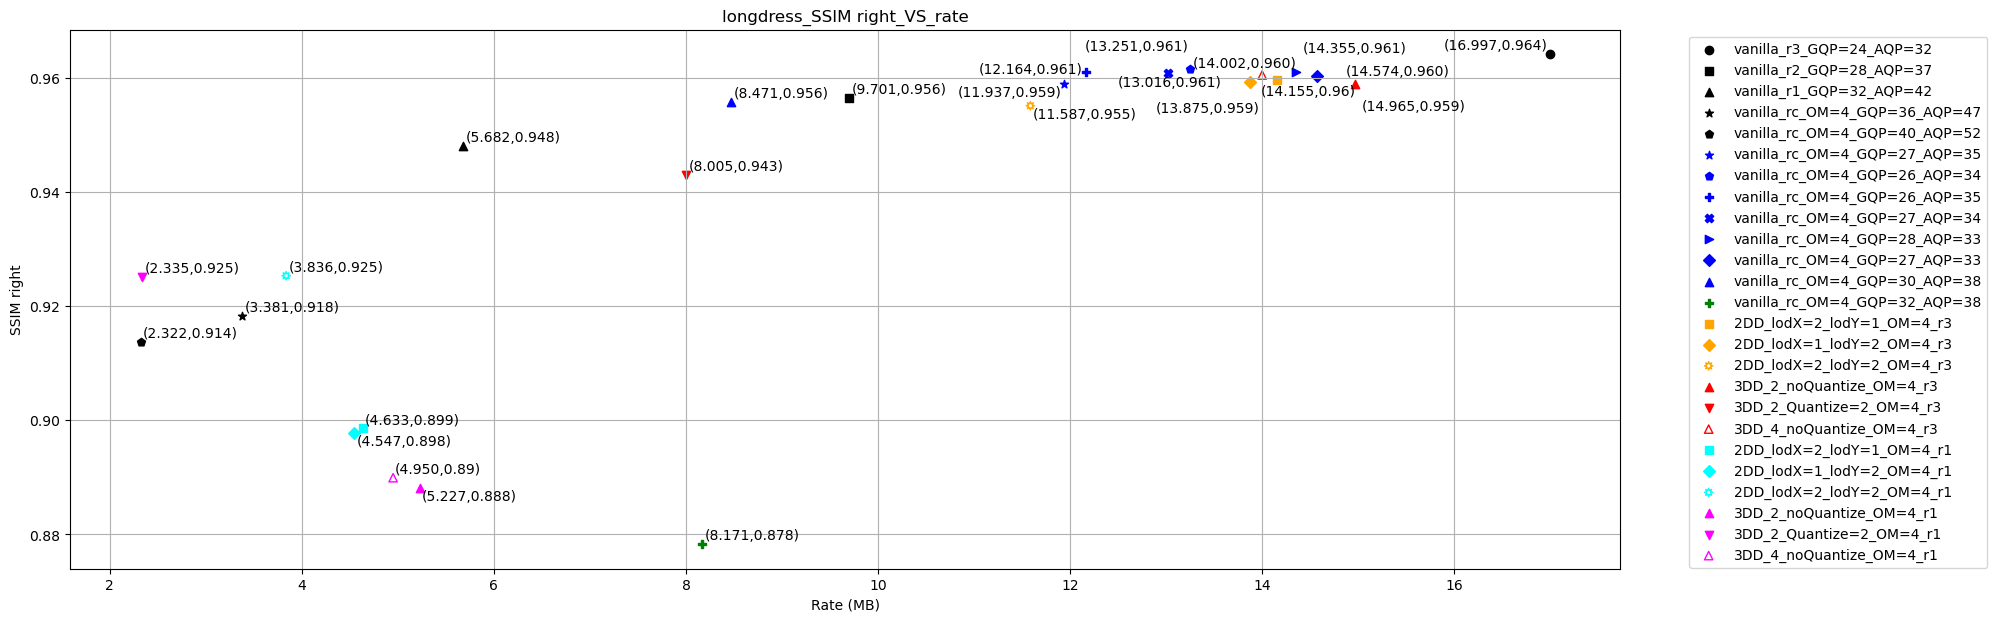 longdress_SSIM right_VS_rate
SSIM right
0.96
0.94
0.92
0.90
0.88
(16.997,0.964)
(13.251,0.961)
(14.355,0.961)
(14.002,0.960)
(12.164,0.961)
(14.574,0.960)
(13.016,0.961)
(9.701,0.956)
(11.937,0.959)
(14.155,0.96)
(8.471,0.956)
(13.875,0.959)
(14.965,0.959)
(11.587,0.955)
(5.682,0.948)
(8.005,0.943)
(2.335,0.925)
(3.836,0.925)
(3.381,0.918)
(2.322,0.914)
(4.633,0.899)
(4.547,0.898)
(4.950,0.89)
(5.227,0.888)
(8.171,0.878)
2
4
6
8
10
12
14
16
Rate (MB)
vanilla_r3_GQP=24_AQP=32
vanilla_r2_GQP=28_AQP=37
vanilla_r1_GQP=32_AQP=42
vanilla_rc_OM=4_GQP=36_AQP=47
vanilla_rc_OM=4_GQP=40_AQP=52
vanilla_rc_OM=4_GQP=27_AQP=35
vanilla_rc_OM=4_GQP=26_AQP=34
vanilla_rc_OM=4_GQP=26_AQP=35
vanilla_rc_OM=4_GQP=27_AQP=34
vanilla_rc_OM=4_GQP=28_AQP=33
vanilla_rc_OM=4_GQP=27_AQP=33
vanilla_rc_OM=4_GQP=30_AQP=38
vanilla_rc_OM=4_GQP=32_AQP=38
2DD_lodX=2_lodY=1_OM=4_r3
2DD_lodX=1_lodY=2_OM=4_r3
2DD_lodX=2_lodY=2_OM=4_r3
3DD_2_noQuantize_OM=4_r3
3DD_2_Quantize=2_OM=4_r3
3DD_4_noQuantize_OM=4_r3
2DD_lodX=2_lodY=1_OM=4_r1
2DD_lodX=1_lodY=2_OM=4_r1
2DD_lodX=2_lodY=2_OM=4_r1
3DD_2_noQuantize_OM=4_r1
3DD_2_Quantize=2_OM=4_r1
3DD_4_noQuantize_OM=4_r1